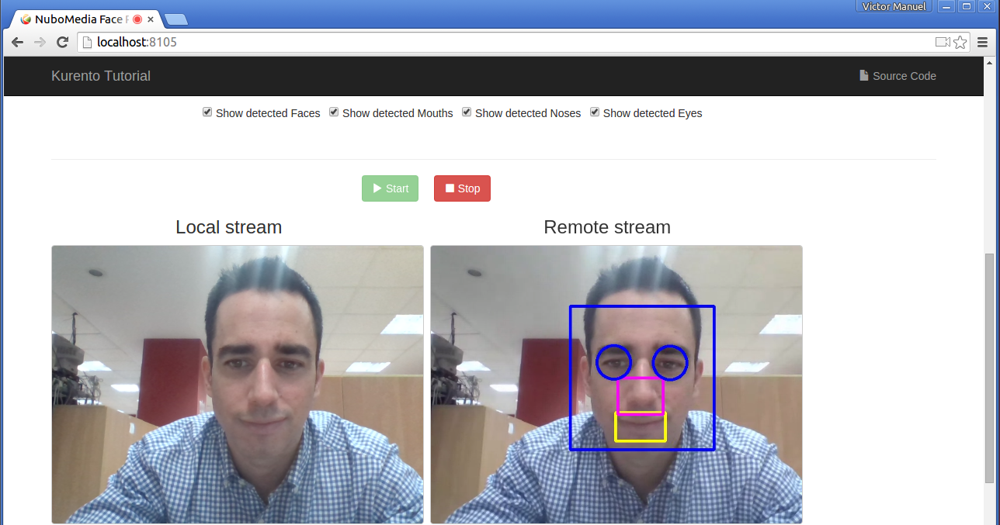 Victor Manuel
NuboMedia Face
localhost:8105
Kurento Tutorial
Source Code
Show detected Faces Show detected Mouths Show detected Noses Show detected Eyes
Start Stop
Local stream Remote stream